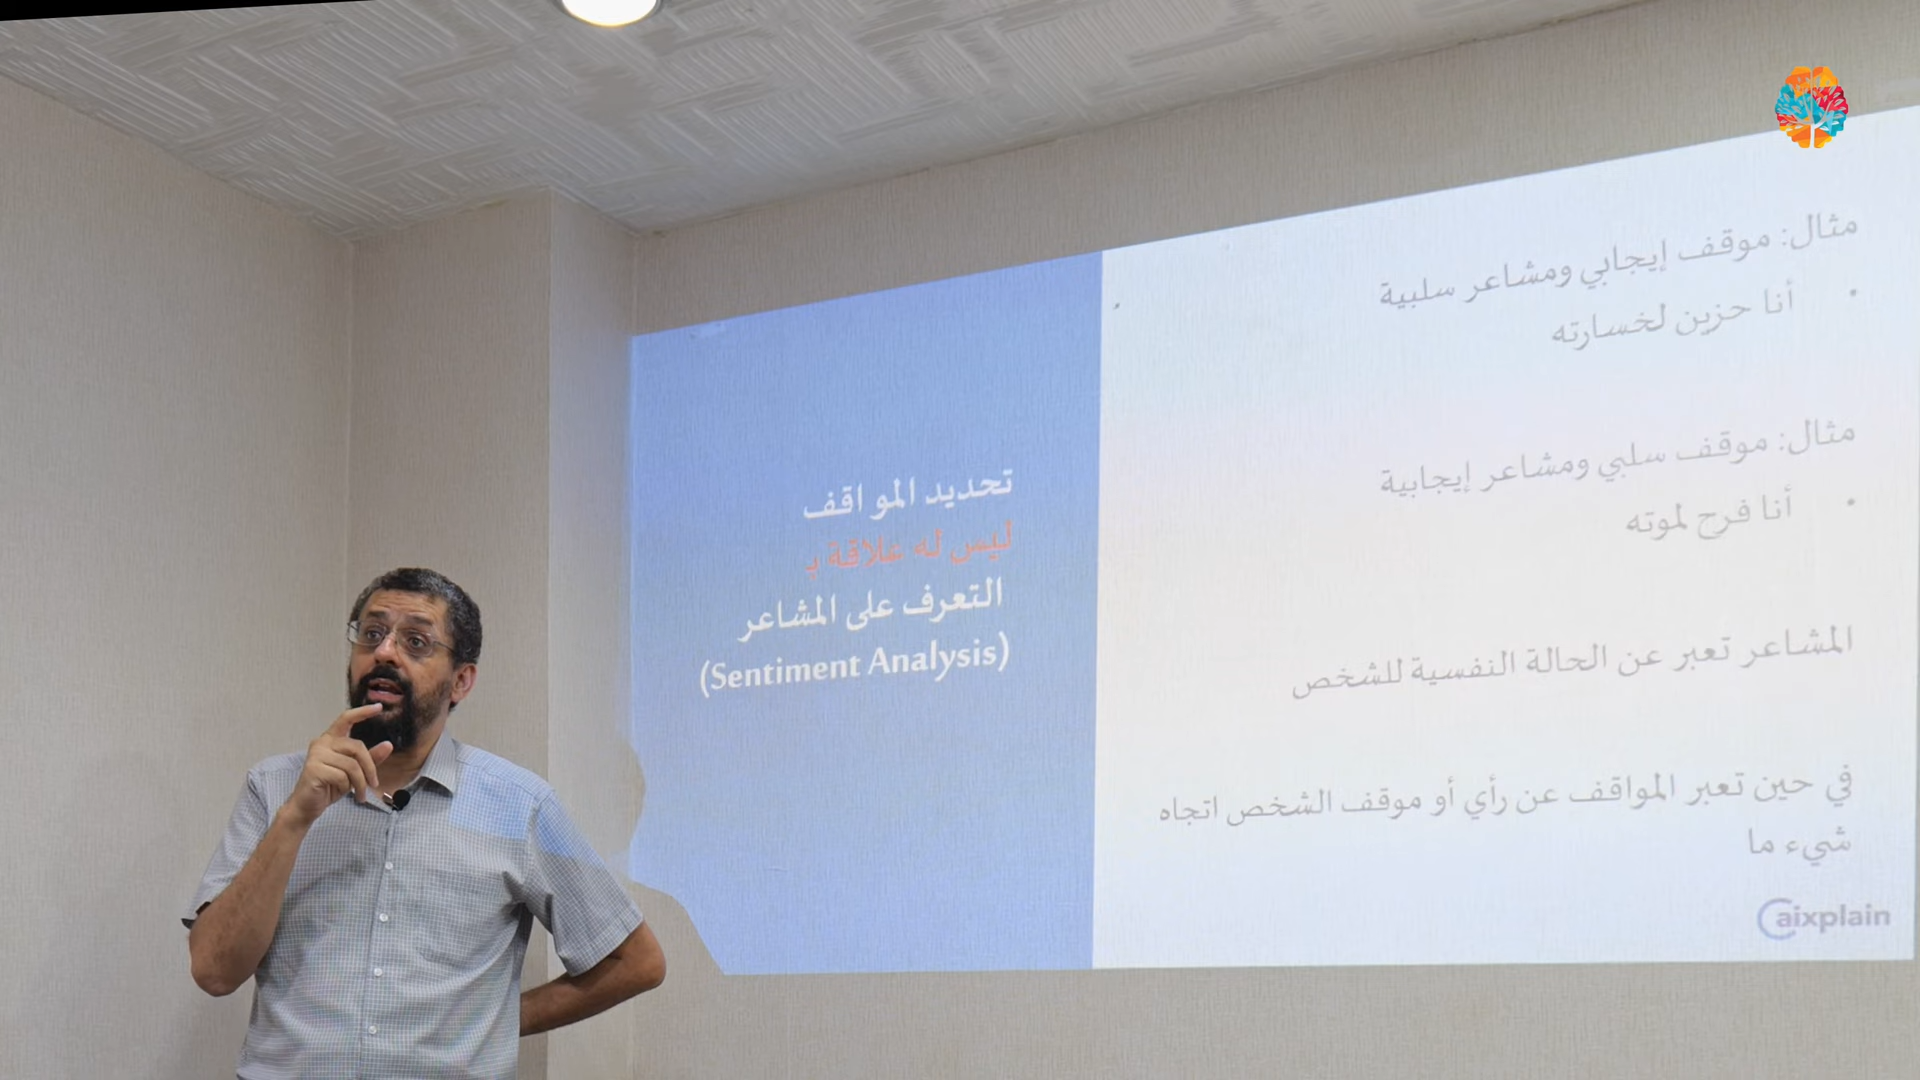 مثال: موقف إيجابي ومشاعر سلبية
• أنا حزين لخسارته
مثال: موقف سلبي ومشاعر إيجابية
• أنا فرح لموته
المشاعر تعبر عن الحالة النفسية للشخص
في حين تعبر المواقف عن رأي أو موقف الشخص اتجاه
شيء ما
aixplain
تحديد المواقف
ليس له علاقة بـ
التعرف على المشاعر
(Sentiment Analysis)